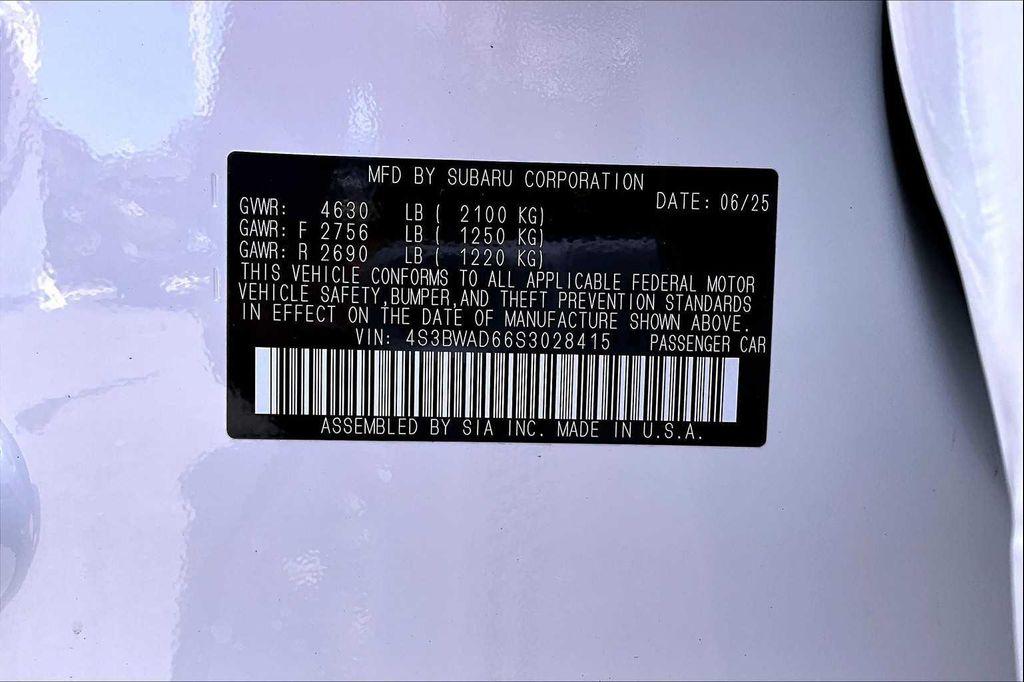 MFD BY SUBARU CORPORATION
DATE: 06/25
GVWR: 4630 LB ( 2100 KG)
GAWR: F 2756 LB ( 1250 KG)
GAWR: R 2690 LB ( 1220 KG)
THIS VEHICLE CONFORMS TO ALL APPLICABLE FEDERAL MOTOR
VEHICLE SAFETY,BUMPER,AND THEFT PREVENTION STANDARDS
IN EFFECT ON THE DATE OF MANUFACTURE SHOWN ABOVE.
VIN: 4S3BWAD66S3028415 PASSENGER CAR
ASSEMBLED BY SIA INC. MADE IN U.S.A.